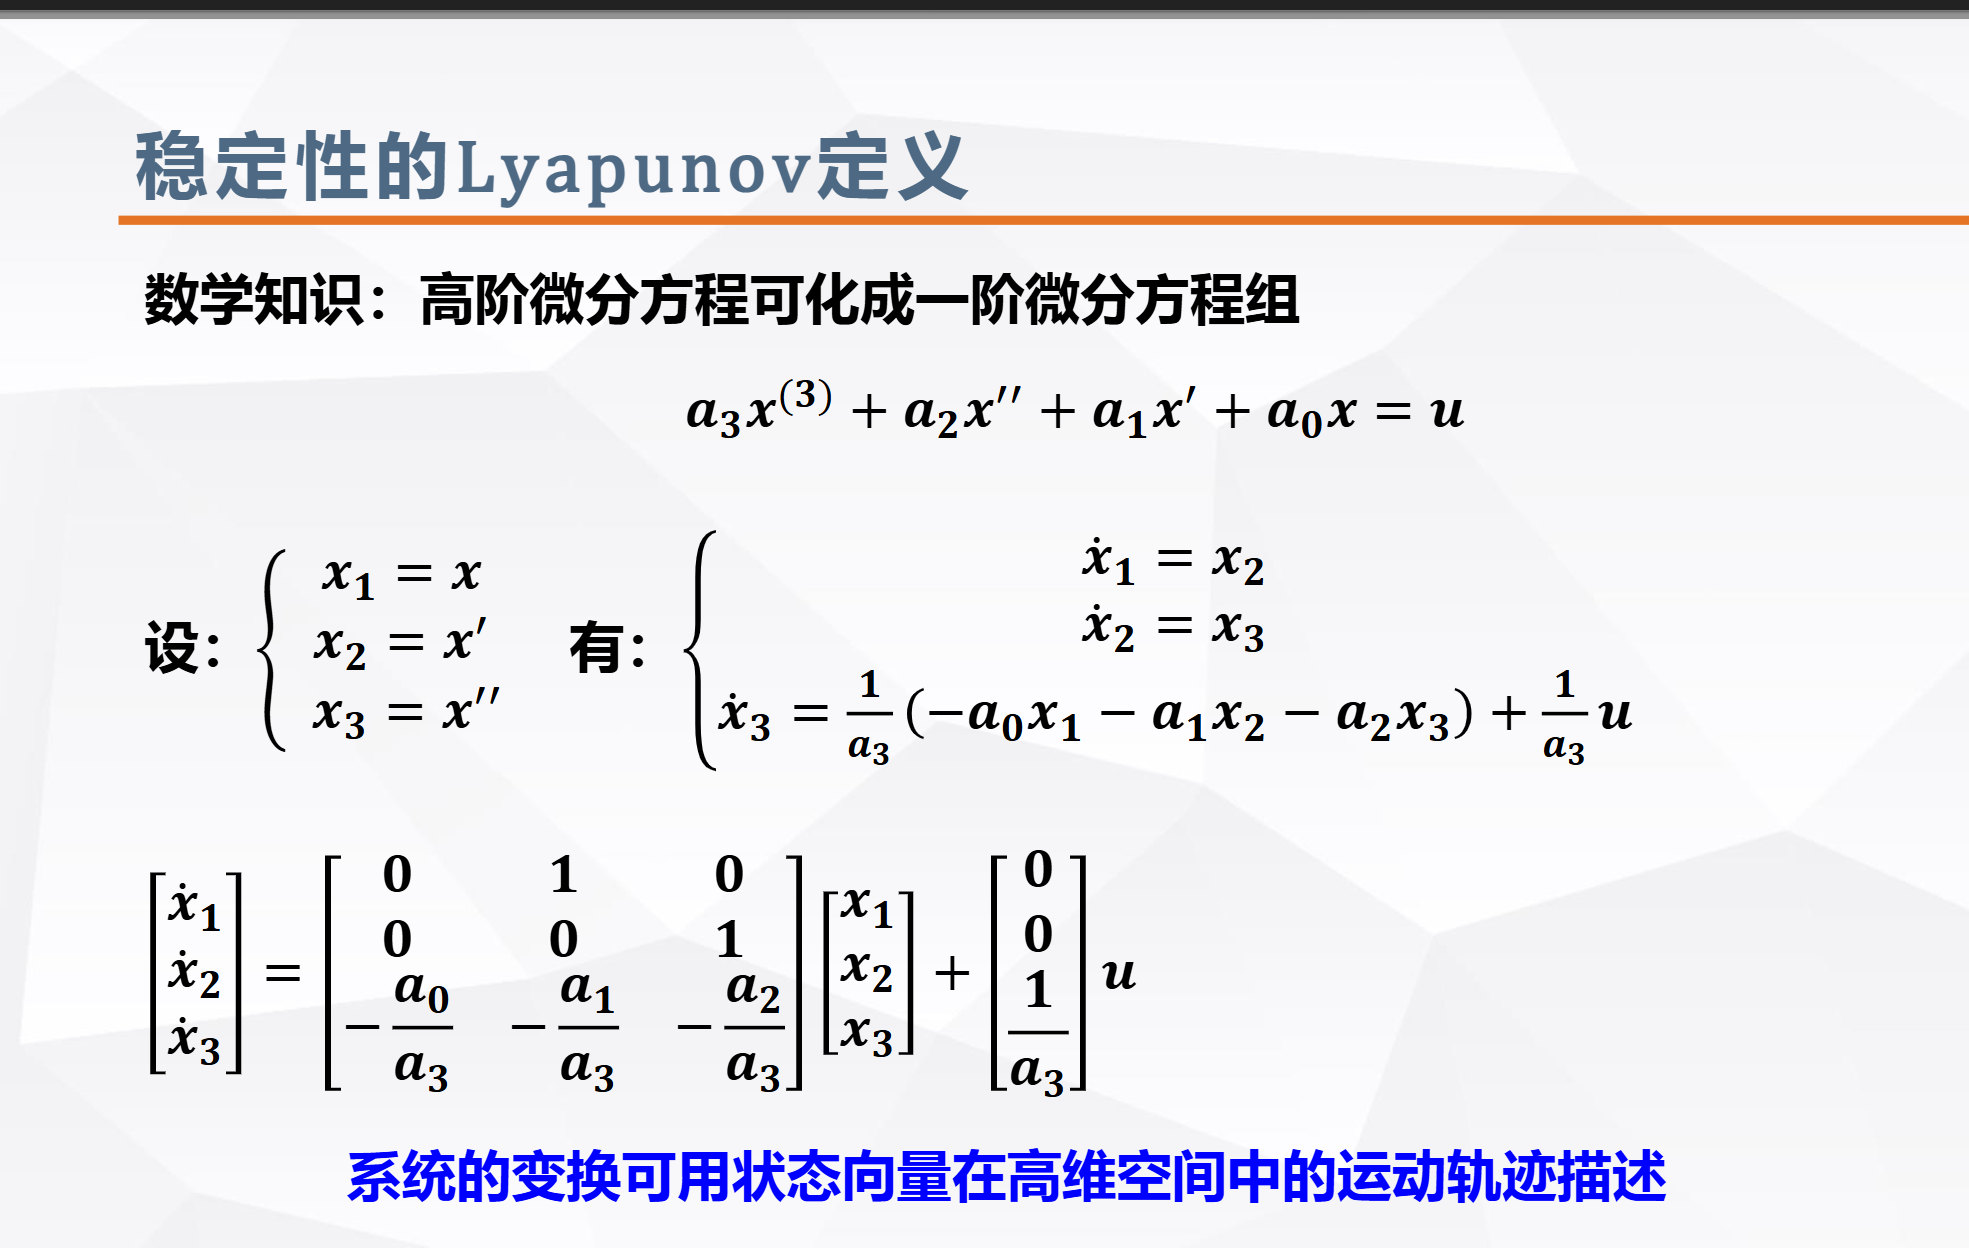 稳定性的Lyapunov定义
数学知识：高阶微分方程可化成一阶微分方程组
$a_3x^{(3)} + a_2x'' + a_1x' + a_0x = u$
设：$\begin{cases} x_1 = x \\ x_2 = x' \\ x_3 = x'' \end{cases}$ 有：$\begin{cases} \dot{x}_1 = x_2 \\ \dot{x}_2 = x_3 \\ \dot{x}_3 = \frac{1}{a_3}(-a_0x_1 - a_1x_2 - a_2x_3) + \frac{1}{a_3}u \end{cases}$
$\begin{bmatrix} \dot{x}_1 \\ \dot{x}_2 \\ \dot{x}_3 \end{bmatrix} = \begin{bmatrix} 0 & 1 & 0 \\ 0 & 0 & 1 \\ -\frac{a_0}{a_3} & -\frac{a_1}{a_3} & -\frac{a_2}{a_3} \end{bmatrix} \begin{bmatrix} x_1 \\ x_2 \\ x_3 \end{bmatrix} + \begin{bmatrix} 0 \\ 0 \\ \frac{1}{a_3} \end{bmatrix} u$
系统的变换可用状态向量在高维空间中的运动轨迹描述